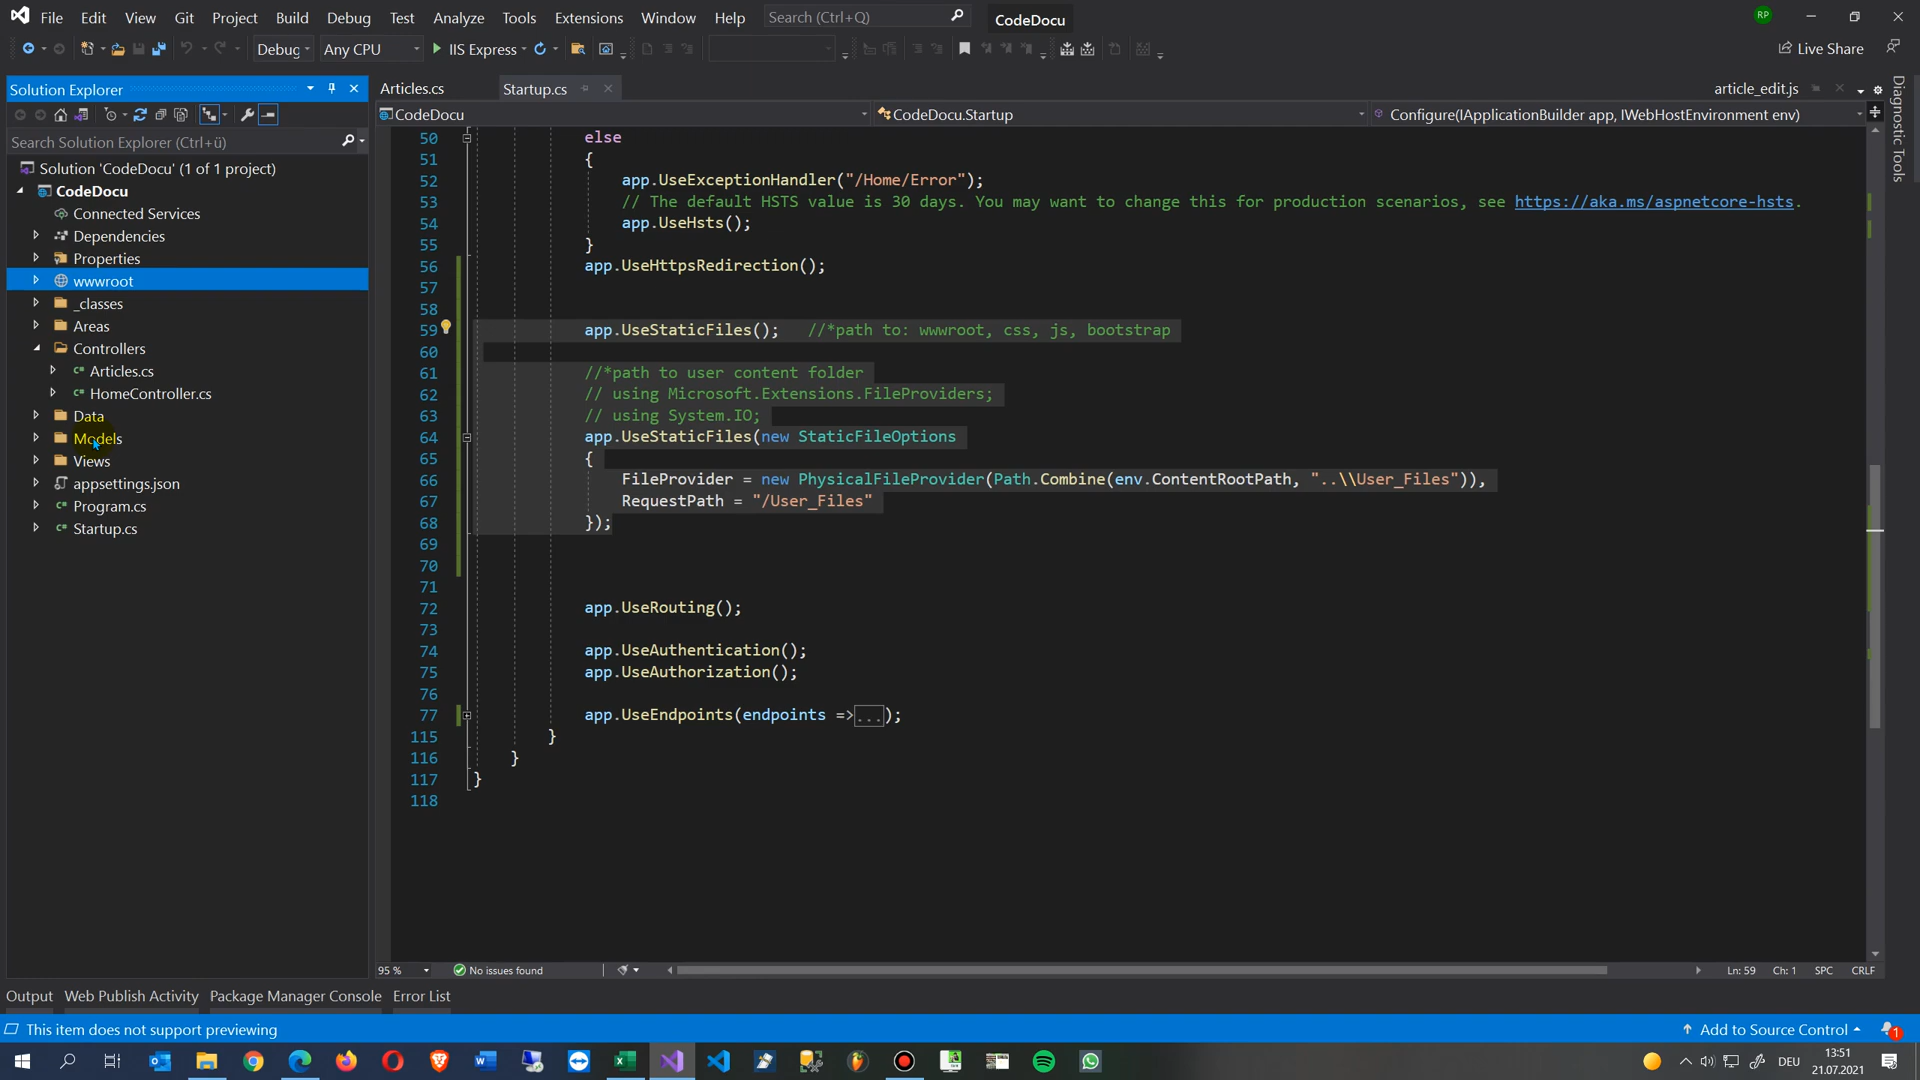 File Edit View Git Project Build Debug Test Analyze Tools Extensions Window Help Search (Ctrl+Q) CodeDocu RP
Debug Any CPU IIS Express Live Share
Solution Explorer
Articles.cs Startup.cs article_edit.js
CodeDocu CodeDocu.Startup Configure(IApplicationBuilder app, IWebHostEnvironment env)
Diagnostic Tools
Search Solution Explorer (Ctrl+ü)
Solution 'CodeDocu' (1 of 1 project)
CodeDocu
Connected Services
Dependencies
Properties
wwwroot
_classes
Areas
Controllers
Articles.cs
HomeController.cs
Data
Models
Views
appsettings.json
Program.cs
Startup.cs
50 else
51 {
52 app.UseExceptionHandler("/Home/Error");
53 // The default HSTS value is 30 days. You may want to change this for production scenarios, see https://aka.ms/aspnetcore-hsts.
54 app.UseHsts();
55 }
56 app.UseHttpsRedirection();
57
58
59 app.UseStaticFiles(); //*path to: wwwroot, css, js, bootstrap
60
61 //*path to user content folder
62 // using Microsoft.Extensions.FileProviders;
63 // using System.IO;
64 app.UseStaticFiles(new StaticFileOptions
65 {
66 FileProvider = new PhysicalFileProvider(Path.Combine(env.ContentRootPath, "..\\User_Files")),
67 RequestPath = "/User_Files"
68 });
69
70
71
72 app.UseRouting();
73
74 app.UseAuthentication();
75 app.UseAuthorization();
76
77 app.UseEndpoints(endpoints =>...);
115 }
116 }
117 }
118
95 % No issues found Ln: 59 Ch: 1 SPC CRLF
Output Web Publish Activity Package Manager Console Error List
This item does not support previewing Add to Source Control 1
DEU 13:51
21.07.2021